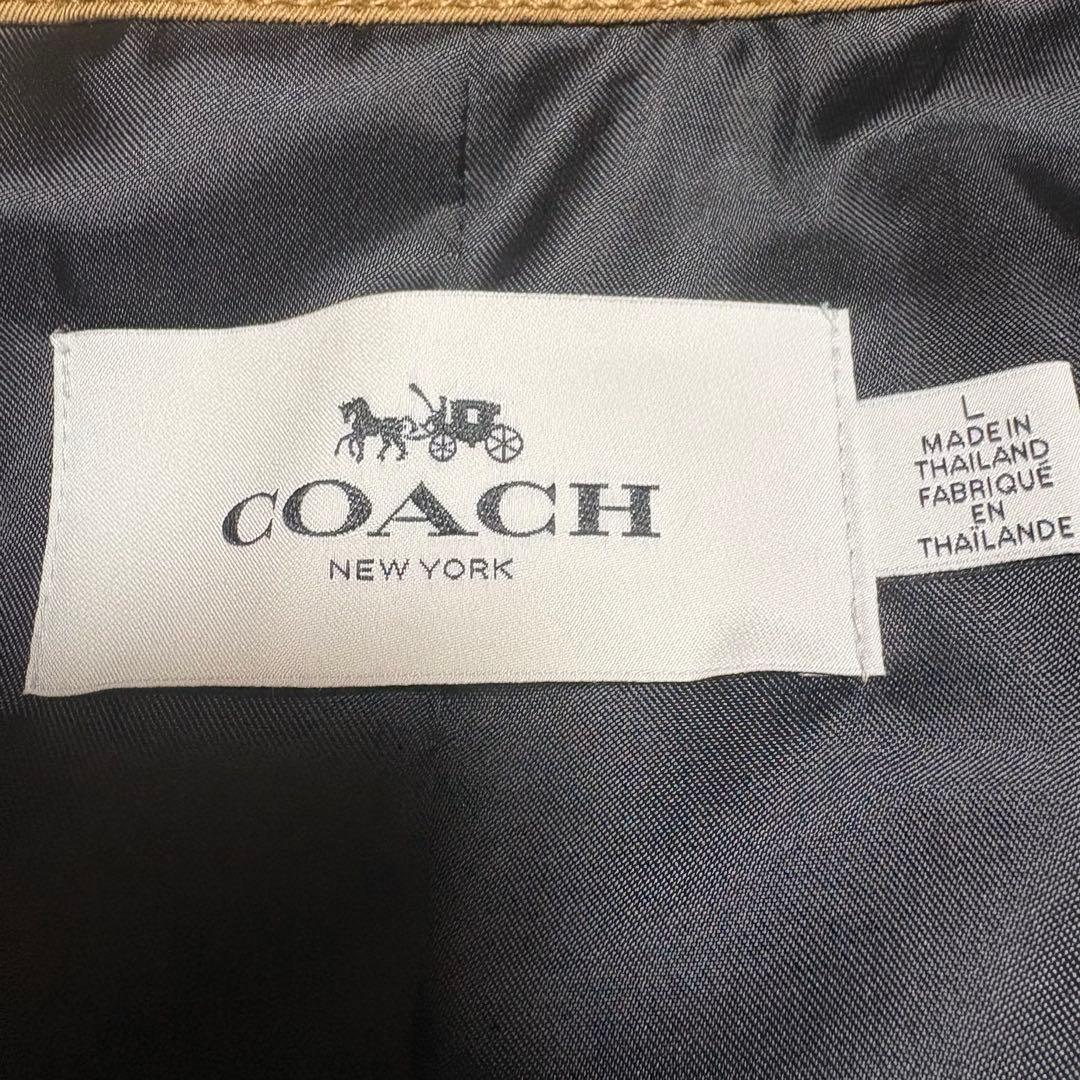 COACH
NEW YORK
L
MADE IN
THAILAND
FABRIQUÉ
EN
THAÏLANDE